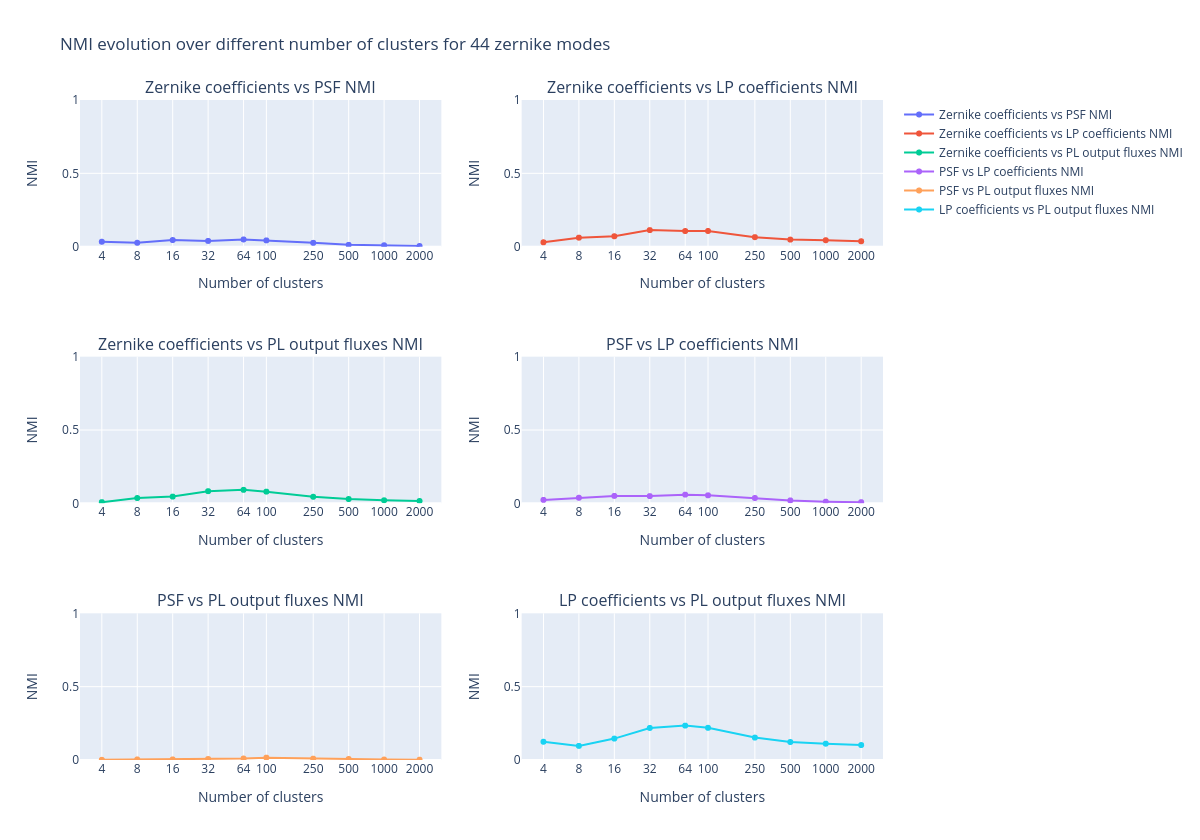 NMI evolution over different number of clusters for 44 zernike modes
Zernike coefficients vs PSF NMI
1
0.5
0
NMI
4 8 16 32 64 100 250 500 1000 2000
Number of clusters
Zernike coefficients vs LP coefficients NMI
1
0.5
0
NMI
4 8 16 32 64 100 250 500 1000 2000
Number of clusters
Zernike coefficients vs PSF NMI
Zernike coefficients vs LP coefficients NMI
Zernike coefficients vs PL output fluxes NMI
PSF vs LP coefficients NMI
PSF vs PL output fluxes NMI
LP coefficients vs PL output fluxes NMI
Zernike coefficients vs PL output fluxes NMI
1
0.5
0
NMI
4 8 16 32 64 100 250 500 1000 2000
Number of clusters
PSF vs LP coefficients NMI
1
0.5
0
NMI
4 8 16 32 64 100 250 500 1000 2000
Number of clusters
PSF vs PL output fluxes NMI
1
0.5
0
NMI
4 8 16 32 64 100 250 500 1000 2000
Number of clusters
LP coefficients vs PL output fluxes NMI
1
0.5
0
NMI
4 8 16 32 64 100 250 500 1000 2000
Number of clusters